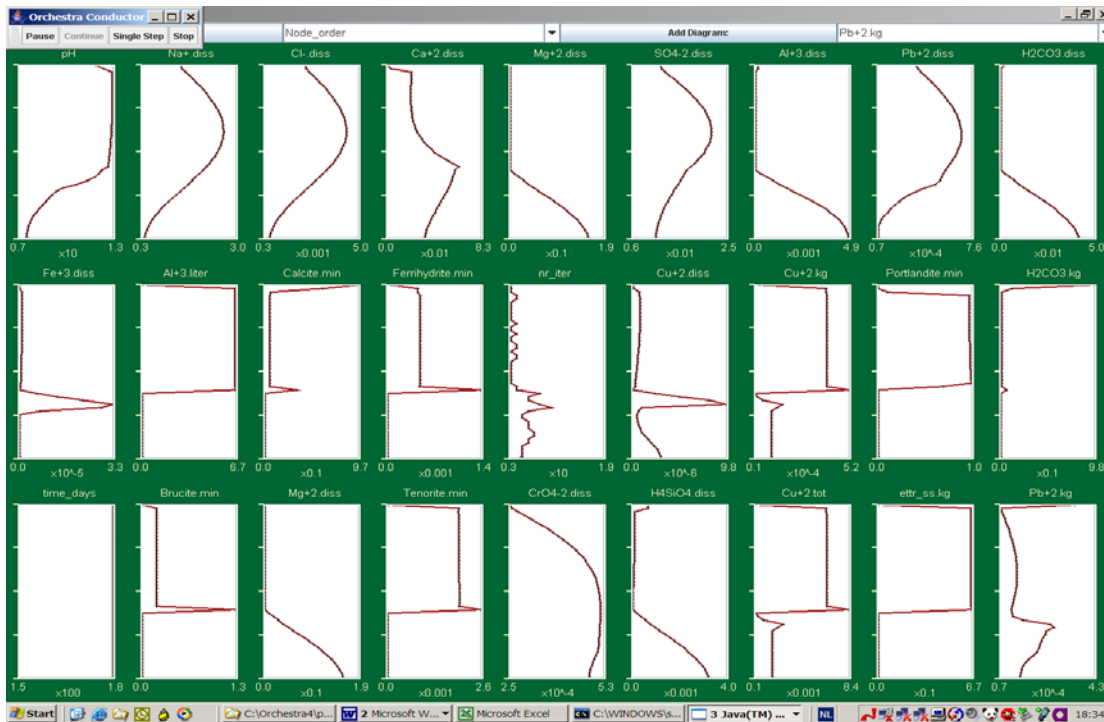 Orchestra Conductor
Pause Continue Single Step Stop
Node_order Add Diagram: Pb+2.kg
pH Na+.diss Cl-.diss Ca+2.diss Mg+2.diss SO4-2.diss Al+3.diss Pb+2.diss H2CO3.diss
0.7 1.3 0.3 3.0 0.3 5.0 0.0 8.3 0.0 1.9 0.6 2.5 0.0 4.9 0.7 7.6 0.0 5.0
x10 x0.01 x0.001 x0.01 x0.1 x0.01 x0.001 x10^-4 x0.01
Fe+3.diss Al+3.liter Calcite.min Ferrihydrite.min nr_iter Cu+2.diss Cu+2.kg Portlandite.min H2CO3.kg
0.0 3.3 0.0 6.7 0.0 9.7 0.0 1.4 0.3 1.9 0.0 9.8 0.1 5.2 0.0 1.0 0.0 9.8
x10^-5 x0.1 x0.001 x10 x10^-6 x10^-4 x0.1
time_days Brucite.min Mg+2.diss Tenorite.min CrO4-2.diss H4SiO4.diss Cu+2.tot ettr_ss.kg Pb+2.kg
1.5 1.8 0.0 1.3 0.0 1.9 0.0 2.6 2.5 5.3 0.0 4.0 0.1 8.4 0.0 6.7 0.7 4.3
x100 x0.1 x0.001 x10^-4 x0.001 x0.001 x0.1 x10^-4
Start C:\Orchestra4\p... 2 Microsoft W... Microsoft Excel C:\WINDOWS\s... 3 Java(TM) ... NL 18:34